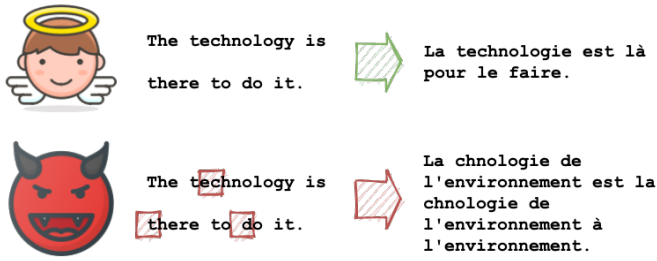 The technology is
there to do it.
La technologie est là
pour le faire.
The technology is
there to do it.
La chnologie de
l'environnement est la
chnologie de
l'environnement à
l'environnement.